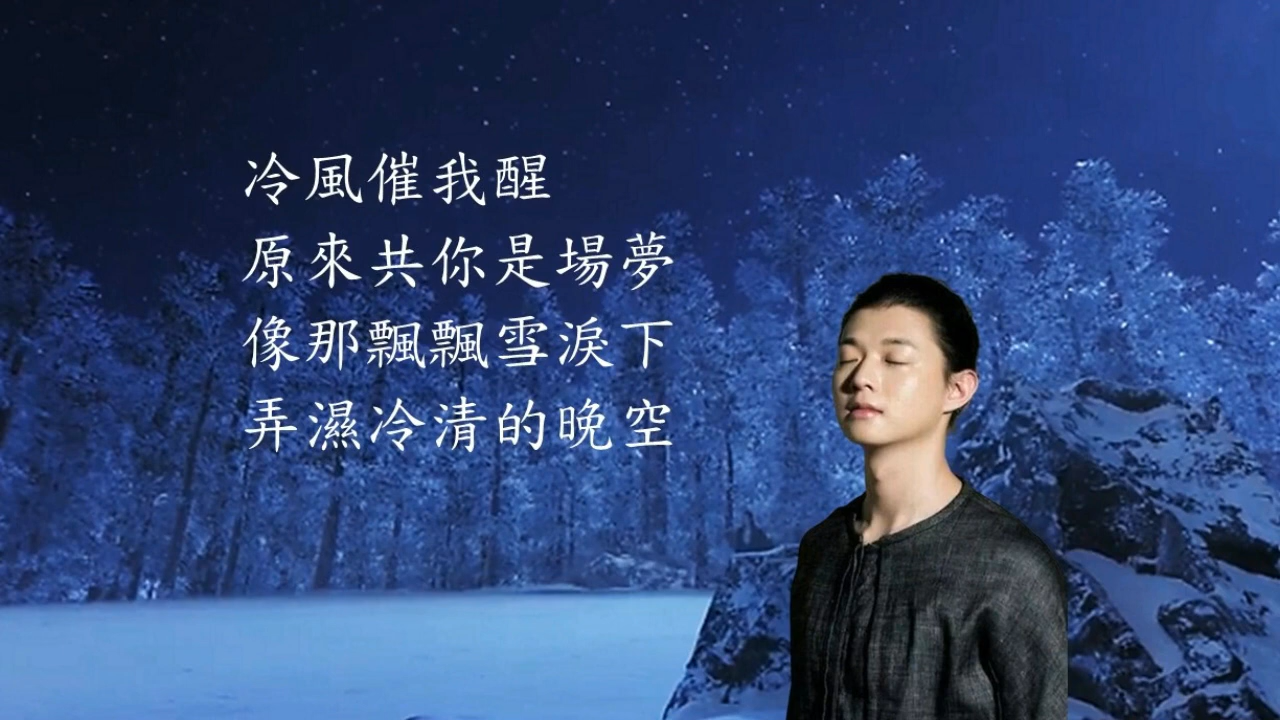 冷風催我醒
原來共你是場夢
像那飄飄雪淚下
弄濕冷清的晚空